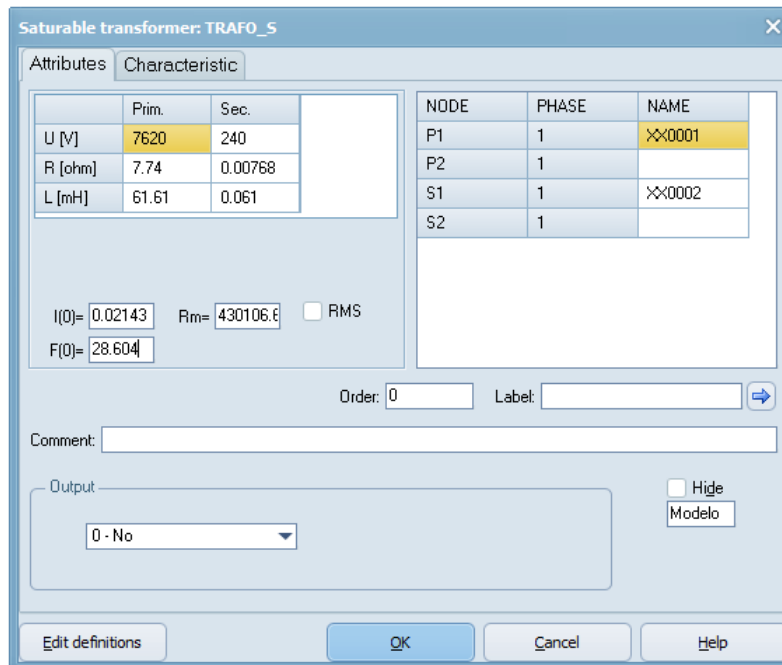 Saturable transformer: TRAFO_S
Attributes Characteristic
Prim. Sec.
U [V] 7620 240
R [ohm] 7.74 0.00768
L [mH] 61.61 0.061
NODE PHASE NAME
P1 1 XX0001
P2 1
S1 1 XX0002
S2 1
I(0)= 0.02143 Rm= 430106.6 RMS
F(0)= 28.604
Order: 0 Label:
Comment:
Output
0 - No
Hide
Modelo
Edit definitions OK Cancel Help